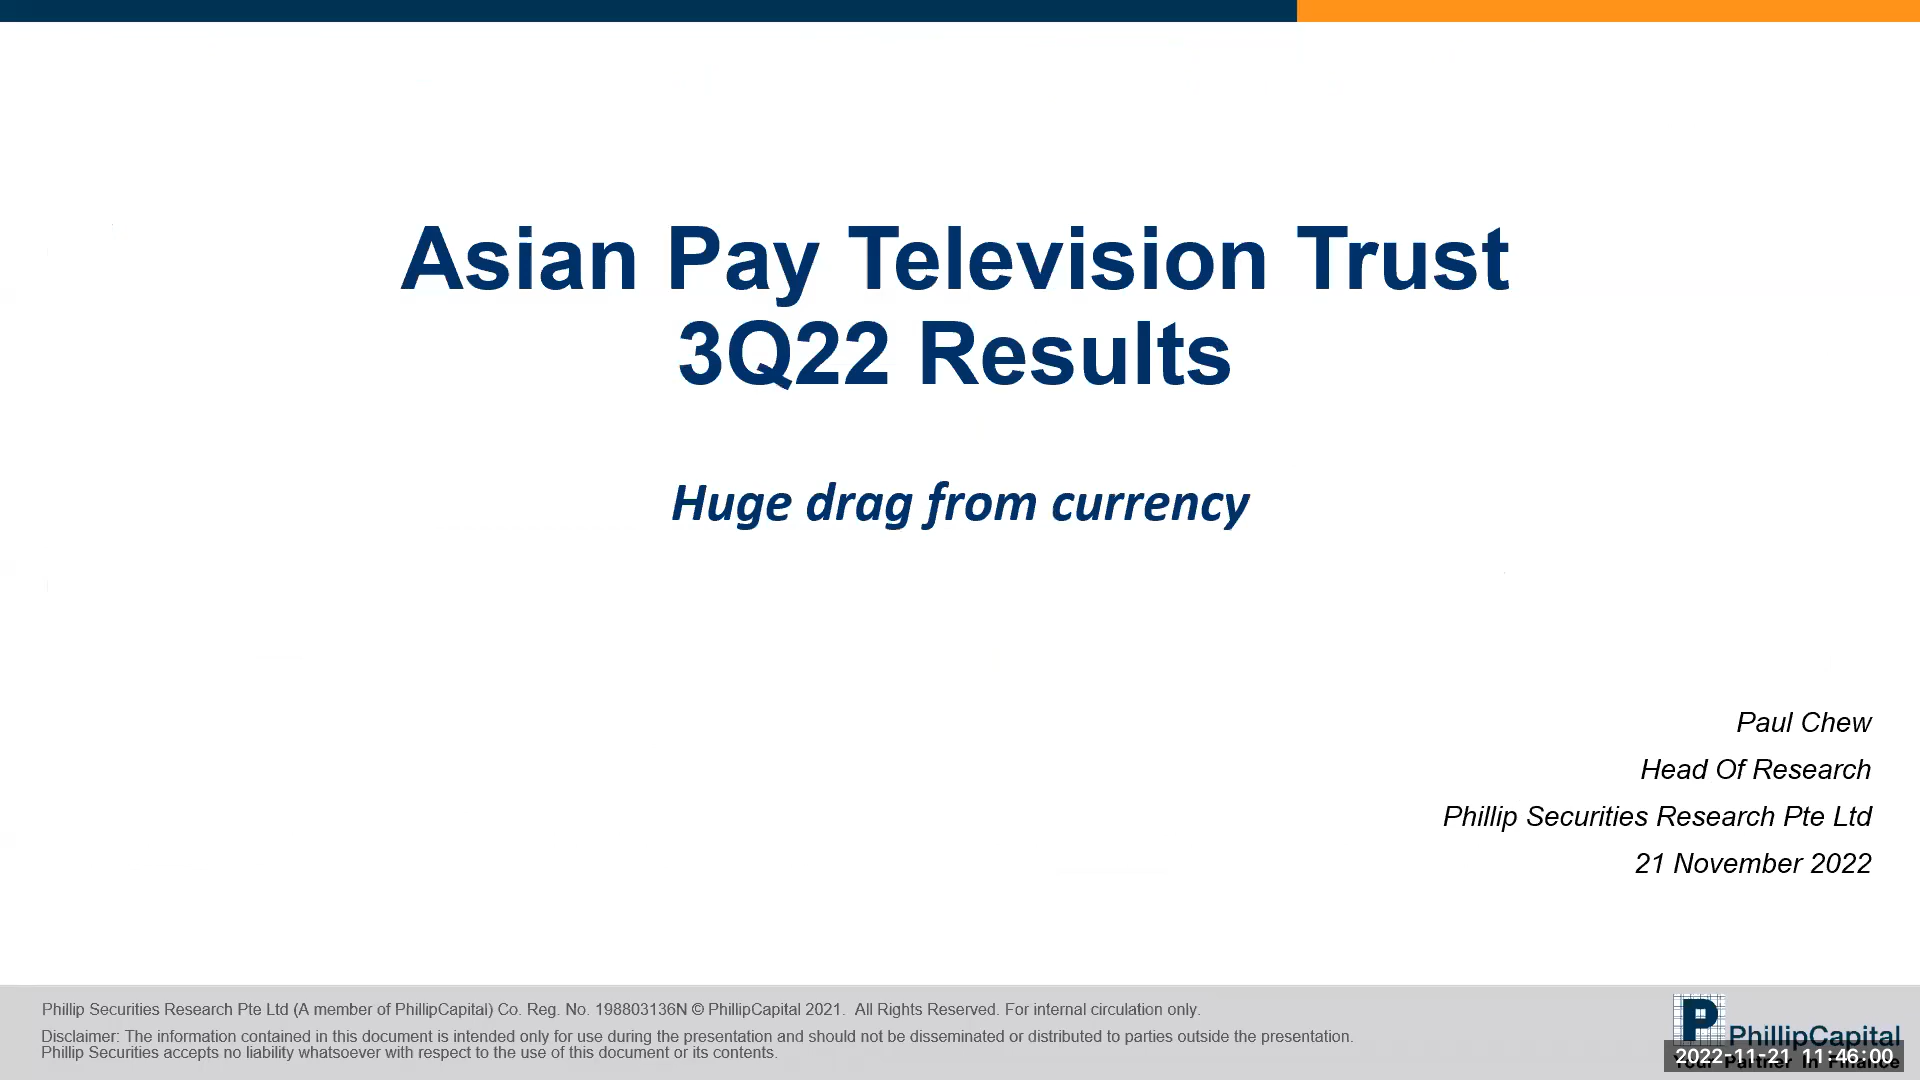 Asian Pay Television Trust
3Q22 Results
Huge drag from currency
Paul Chew
Head Of Research
Phillip Securities Research Pte Ltd
21 November 2022
Phillip Securities Research Pte Ltd (A member of PhillipCapital) Co. Reg. No. 198803136N © PhillipCapital 2021.  All Rights Reserved. For internal circulation only.
Disclaimer: The information contained in this document is intended only for use during the presentation and should not be disseminated or distributed to parties outside the presentation.
Phillip Securities accepts no liability whatsoever with respect to the use of this document or its contents.
P
PhillipCapital
Your Partner In Finance
2022-11-21 11:46:00